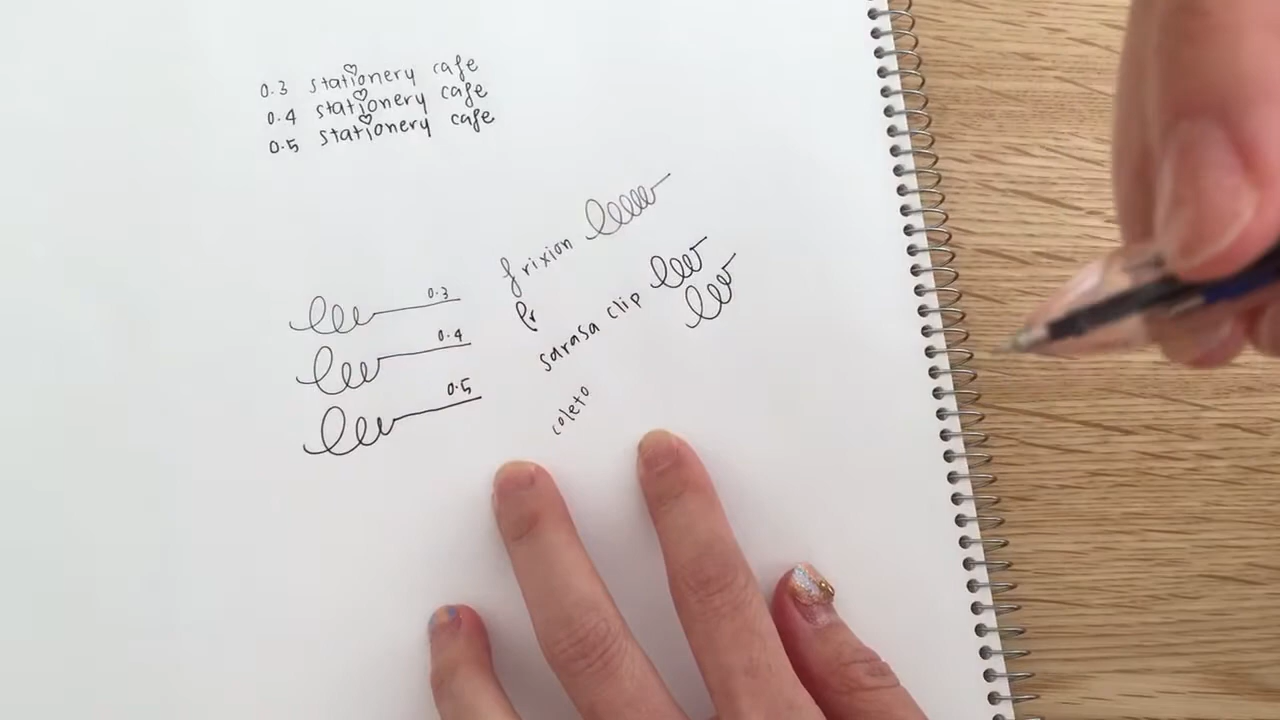 0.3 stationery cafe
0.4 stationery cafe
0.5 stationery cafe
0.3
0.4
0.5
frixion
sarasa clip
coleto